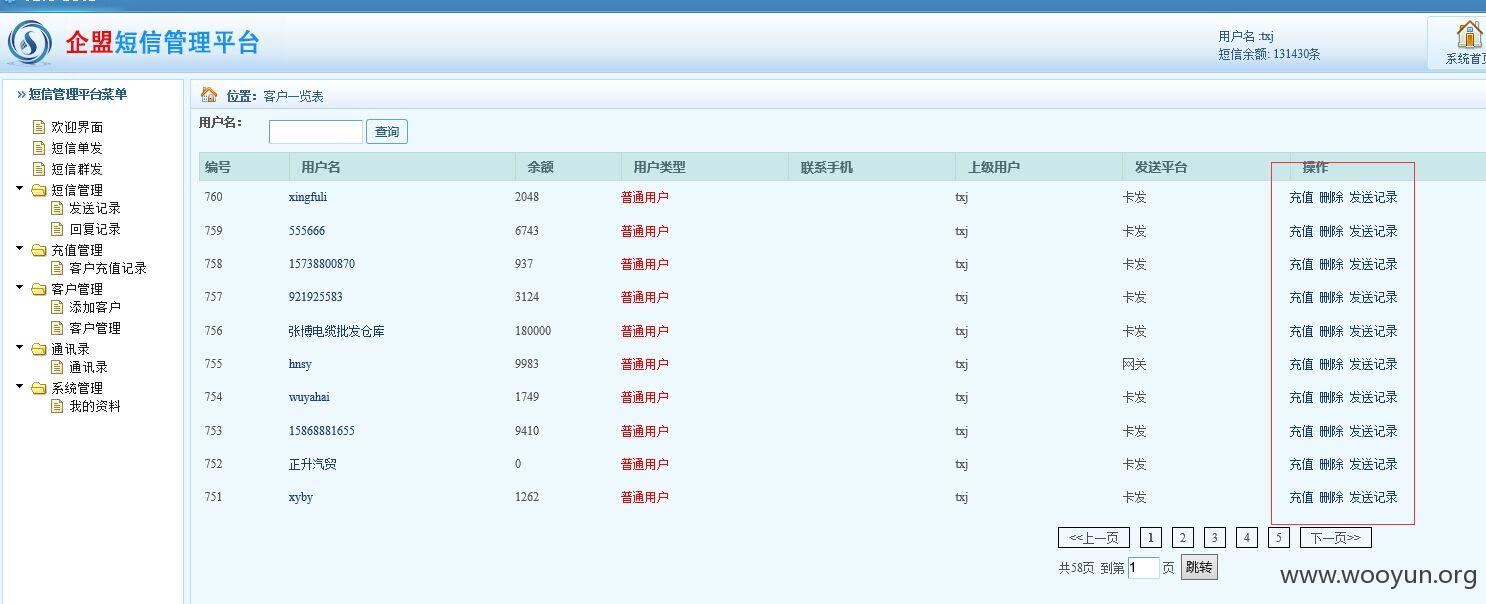 企盟短信管理平台
用户名 :txj
短信余额: 131430条
系统首页
»短信管理平台菜单
欢迎界面
短信单发
短信群发
短信管理
发送记录
回复记录
充值管理
客户充值记录
客户管理
添加客户
客户管理
通讯录
通讯录
系统管理
我的资料
位置：客户一览表
用户名： 查询
编号 用户名 余额 用户类型 联系手机 上级用户 发送平台 操作
760 xingfuli 2048 普通用户 txj 卡发 充值 删除 发送记录
759 555666 6743 普通用户 txj 卡发 充值 删除 发送记录
758 15738800870 937 普通用户 txj 卡发 充值 删除 发送记录
757 921925583 3124 普通用户 txj 卡发 充值 删除 发送记录
756 张博电缆批发仓库 180000 普通用户 txj 卡发 充值 删除 发送记录
755 hnsy 9983 普通用户 txj 网关 充值 删除 发送记录
754 wuyahai 1749 普通用户 txj 卡发 充值 删除 发送记录
753 15868881655 9410 普通用户 txj 卡发 充值 删除 发送记录
752 正升汽贸 0 普通用户 txj 卡发 充值 删除 发送记录
751 xyby 1262 普通用户 txj 卡发 充值 删除 发送记录
<<上一页 1 2 3 4 5 下一页>>
共58页 到第 1 页 跳转
www.wooyun.org